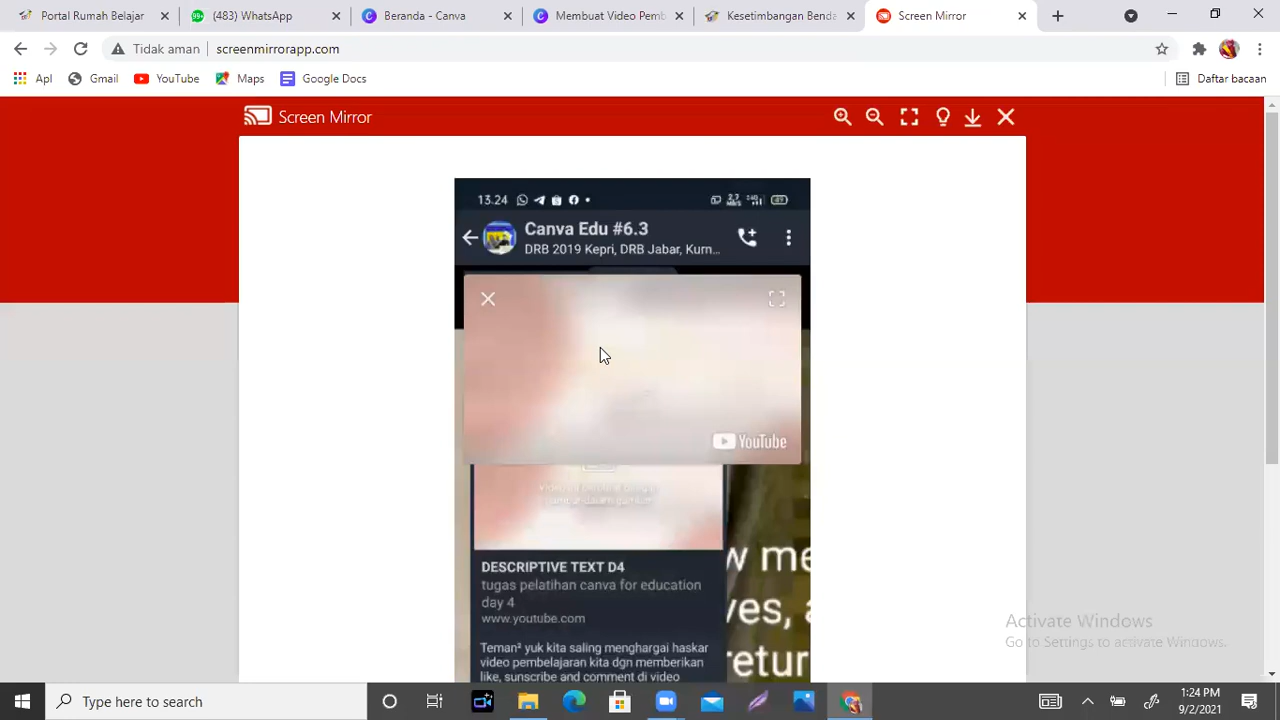 Portal Rumah Belajar
(483) WhatsApp
Beranda - Canva
Membuat Video Pemb
Kesetimbangan Benda
Screen Mirror
Tidak aman
screenmirrorapp.com
Apl
Gmail
YouTube
Maps
Google Docs
Daftar bacaan
Screen Mirror
13.24
Canva Edu #6.3
DRB 2019 Kepri, DRB Jabar, Kurn...
YouTube
w me
DESCRIPTIVE TEXT D4
tugas pelatihan canva for education
day 4
ves, a
www.youtube.com
Teman² yuk kita saling menghargai haskar
video pembelajaran kita dgn memberikan
like, sunscribe and comment di video
retur
Activate Windows
Go to Settings to activate Windows.
Type here to search
1:24 PM
9/2/2021